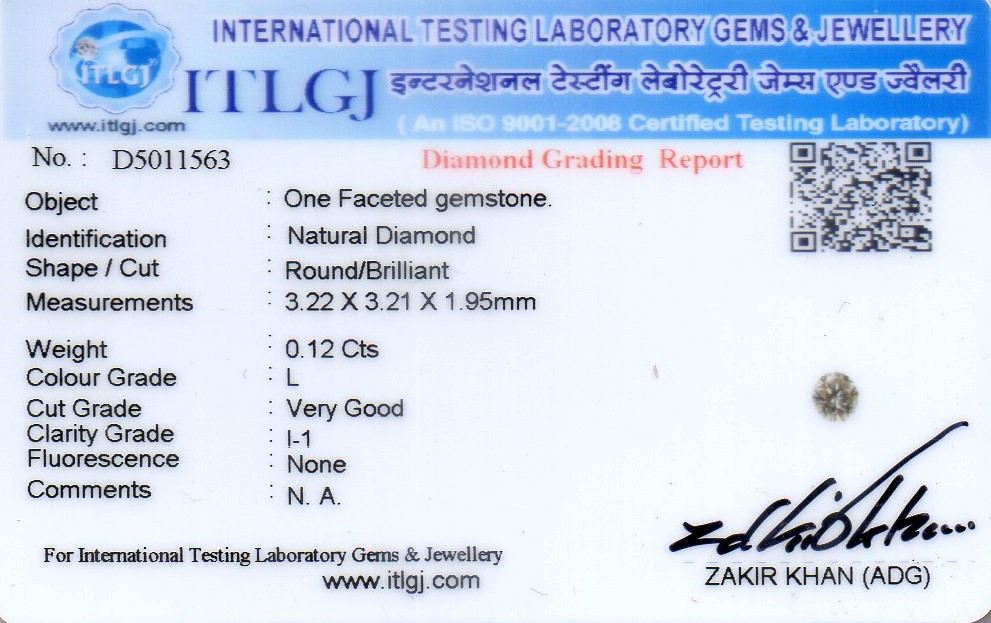 INTERNATIONAL TESTING LABORATORY GEMS & JEWELLERY
ITLGJ
ITLGJ इन्टरनेशनल टेस्टींग लेबोरेट्ररी जेम्स एण्ड ज्वैलरी
www.itlgj.com
( An ISO 9001-2008 Certified Testing Laboratory)
No. : D5011563
Diamond Grading Report
Object : One Faceted gemstone.
Identification : Natural Diamond
Shape / Cut : Round/Brilliant
Measurements : 3.22 X 3.21 X 1.95mm
Weight : 0.12 Cts
Colour Grade : L
Cut Grade : Very Good
Clarity Grade : I-1
Fluorescence : None
Comments : N. A.
For International Testing Laboratory Gems & Jewellery
www.itlgj.com
ZAKIR KHAN (ADG)